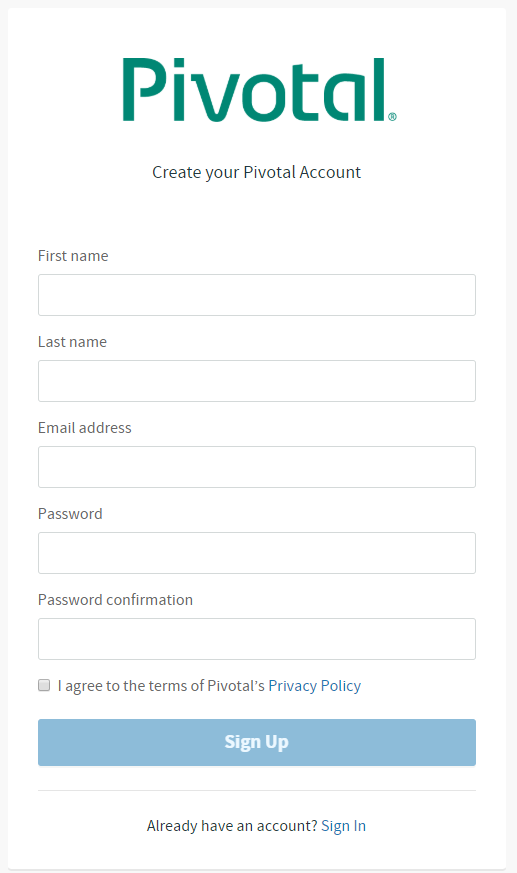 Pivotal®
Create your Pivotal Account
First name
Last name
Email address
Password
Password confirmation
I agree to the terms of Pivotal’s Privacy Policy
Sign Up
Already have an account? Sign In